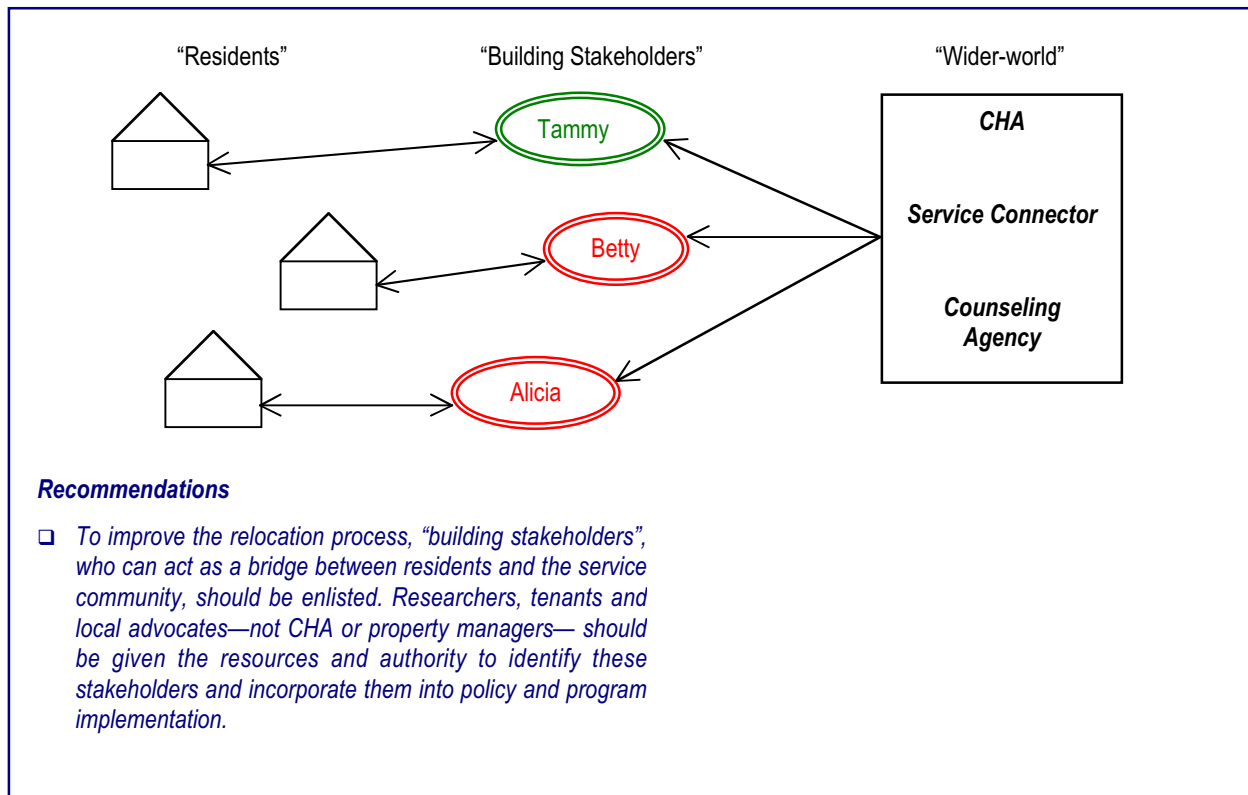 “Residents”
“Building Stakeholders”
“Wider-world”
Tammy
Betty
Alicia
CHA
Service Connector
Counseling
Agency
Recommendations
❑ To improve the relocation process, “building stakeholders”,
who can act as a bridge between residents and the service
community, should be enlisted. Researchers, tenants and
local advocates—not CHA or property managers— should
be given the resources and authority to identify these
stakeholders and incorporate them into policy and program
implementation.